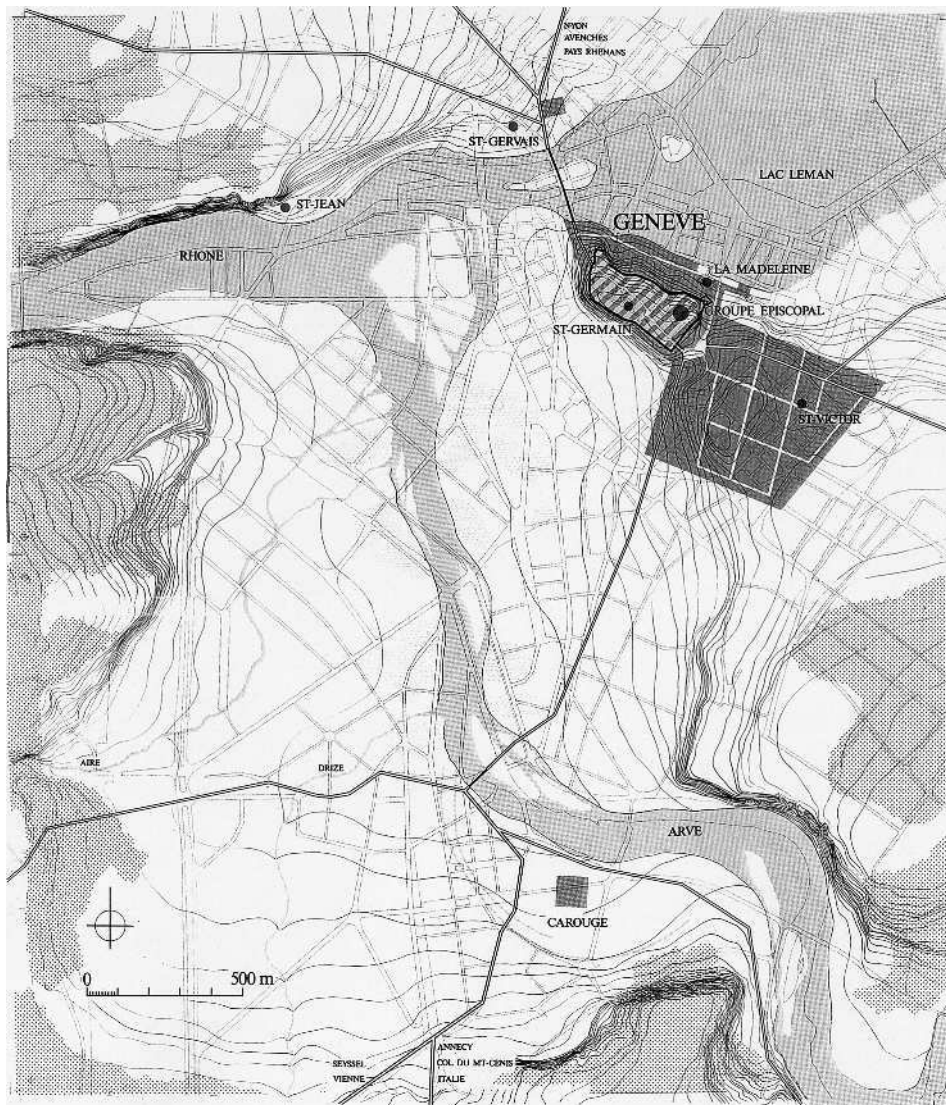 NYON
AVENCHES
PAYS RHENANS
ST-GERVAIS
LAC LEMAN
ST-JEAN
GENEVE
RHONE
LA MADELEINE
GROUPE EPISCOPAL
ST-GERMAIN
ST-VICTOR
AIRE
DRIZE
ARVE
CAROUGE
0 500 m
ANNECY
SEYSSEL COL DU MT-CENIS
VIENNE ITALIE